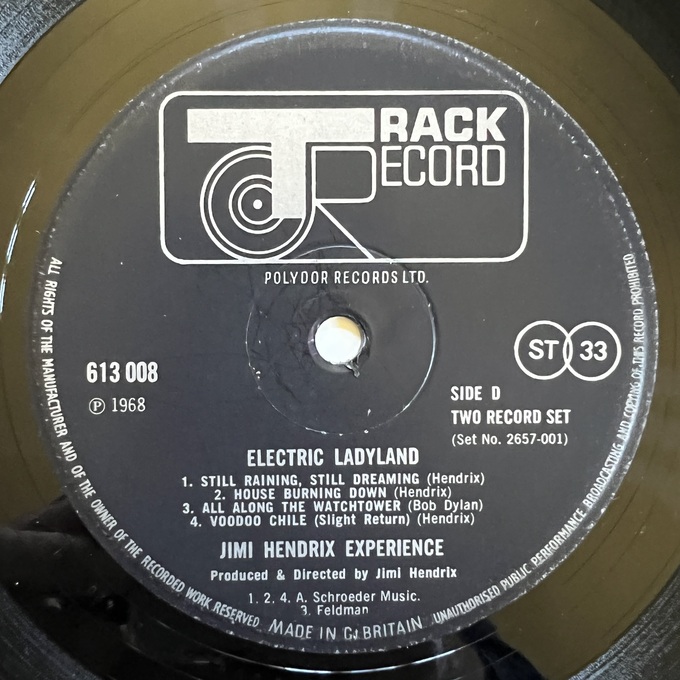 TRACK
RECORD
POLYDOR RECORDS LTD.
ST 33
613 008
℗ 1968
SIDE D
TWO RECORD SET
(Set No. 2657-001)
ELECTRIC LADYLAND
1. STILL RAINING, STILL DREAMING (Hendrix)
2. HOUSE BURNING DOWN (Hendrix)
3. ALL ALONG THE WATCHTOWER (Bob Dylan)
4. VOODOO CHILE (Slight Return) (Hendrix)
JIMI HENDRIX EXPERIENCE
Produced & Directed by Jimi Hendrix
1. 2. 4. A. Schroeder Music.
3. Feldman
ALL RIGHTS OF THE MANUFACTURER AND OF THE OWNER OF THE RECORDED WORK RESERVED
MADE IN Gt BRITAIN
UNAUTHORISED PUBLIC PERFORMANCE BROADCASTING AND COPYING OF THIS RECORD PROHIBITED